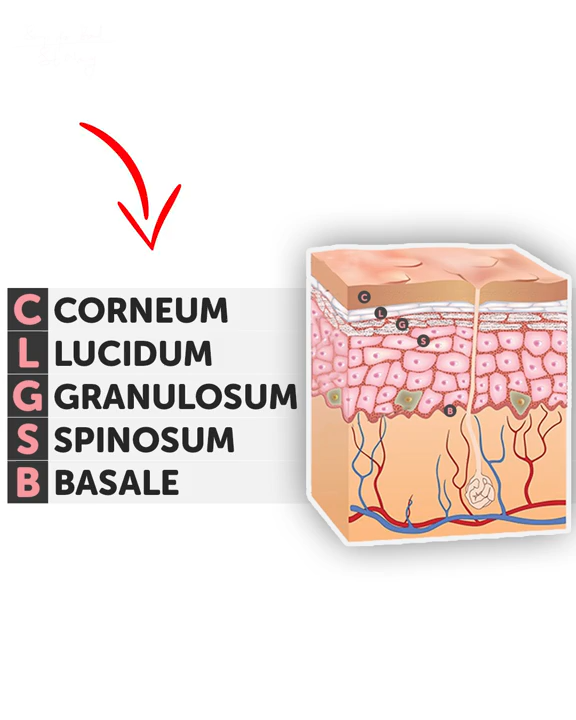 C CORNEUM
L LUCIDUM
G GRANULOSUM
S SPINOSUM
B BASALE
C
L
G
S
B